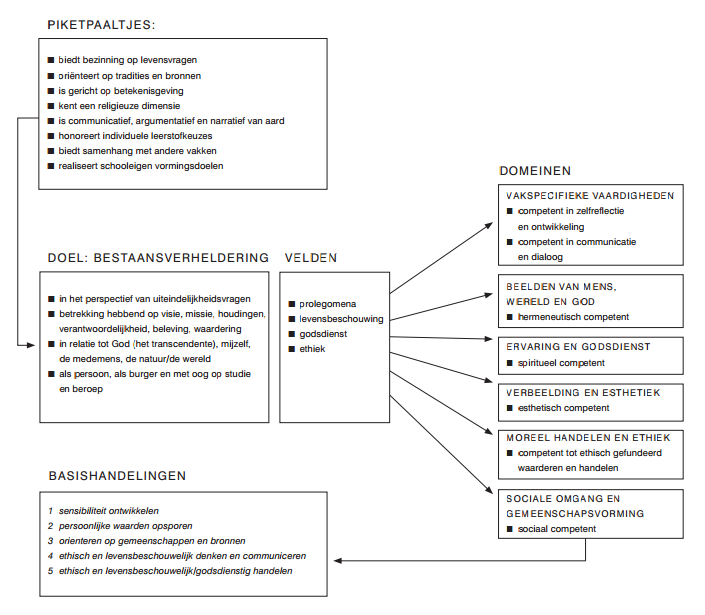 PIKETPAALTJES:
■ biedt bezinning op levensvragen
■ oriënteert op tradities en bronnen
■ is gericht op betekenisgeving
■ kent een religieuze dimensie
■ is communicatief, argumentatief en narratief van aard
■ honoreert individuele leerstofkeuzes
■ biedt samenhang met andere vakken
■ realiseert schooleigen vormingsdoelen
DOEL: BESTAANSVERHELDERING
■ in het perspectief van uiteindelijkheidsvragen
■ betrekking hebbend op visie, missie, houdingen,
verantwoordelijkheid, beleving, waardering
■ in relatie tot God (het transcendente), mijzelf,
de medemens, de natuur/de wereld
■ als persoon, als burger en met oog op studie
en beroep
VELDEN
■ prolegomena
■ levensbeschouwing
■ godsdienst
■ ethiek
DOMEINEN
VAKSPECIFIEKE VAARDIGHEDEN
■ competent in zelfreflectie
en ontwikkeling
■ competent in communicatie
en dialoog
BEELDEN VAN MENS,
WERELD EN GOD
■ hermeneutisch competent
ERVARING EN GODSDIENST
■ spiritueel competent
VERBEELDING EN ESTHETIEK
■ esthetisch competent
MOREEL HANDELEN EN ETHIEK
■ competent tot ethisch gefundeerd
waarderen en handelen
SOCIALE OMGANG EN
GEMEENSCHAPSVORMING
■ sociaal competent
BASISHANDELINGEN
1 sensibiliteit ontwikkelen
2 persoonlijke waarden opsporen
3 orienteren op gemeenschappen en bronnen
4 ethisch en levensbeschouwelijk denken en communiceren
5 ethisch en levensbeschouwelijk/godsdienstig handelen